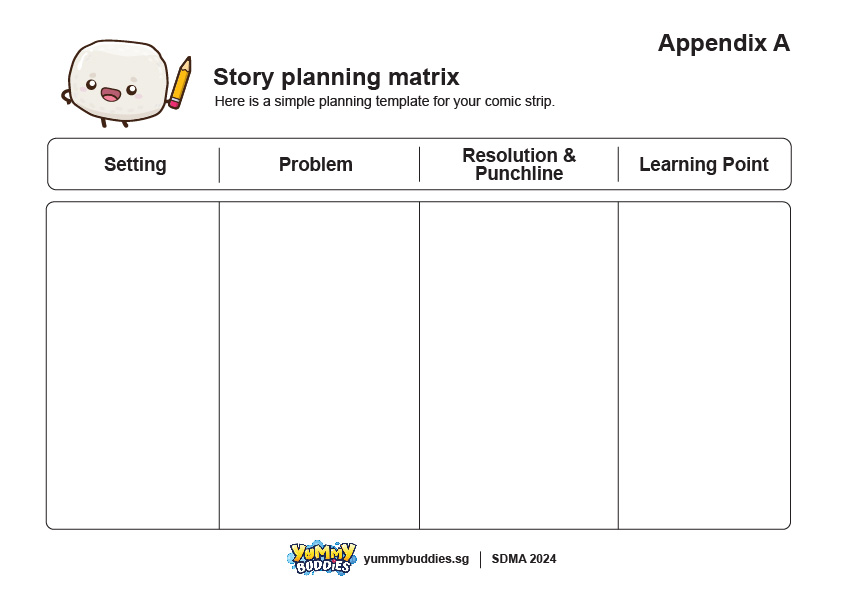 Appendix A
Story planning matrix
Here is a simple planning template for your comic strip.
Setting
Problem
Resolution &
Punchline
Learning Point
YUMMY
BUDDIES
yummybuddies.sg
SDMA 2024